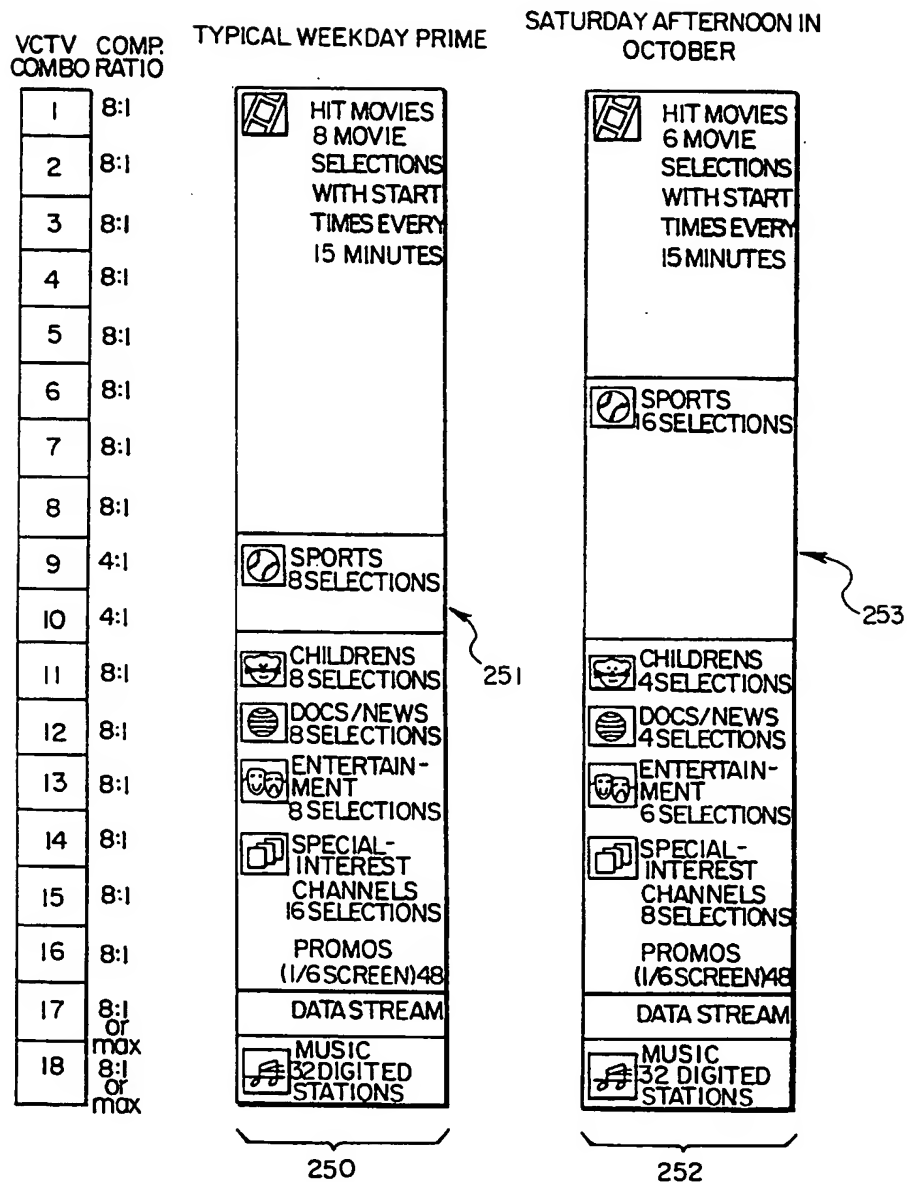 VCTV COMBO
COMP. RATIO
1 8:1
2 8:1
3 8:1
4 8:1
5 8:1
6 8:1
7 8:1
8 8:1
9 4:1
10 4:1
11 8:1
12 8:1
13 8:1
14 8:1
15 8:1
16 8:1
17 8:1
or
max
18 8:1
or
max
TYPICAL WEEKDAY PRIME
HIT MOVIES
8 MOVIE
SELECTIONS
WITH START
TIMES EVERY
15 MINUTES
SPORTS
8 SELECTIONS
251
CHILDRENS
8 SELECTIONS
DOCS/NEWS
8 SELECTIONS
ENTERTAIN-
MENT
8 SELECTIONS
SPECIAL-
INTEREST
CHANNELS
16 SELECTIONS
PROMOS
(1/6 SCREEN) 48
DATA STREAM
MUSIC
32 DIGITED
STATIONS
250
SATURDAY AFTERNOON IN
OCTOBER
HIT MOVIES
6 MOVIE
SELECTIONS
WITH START
TIMES EVERY
15 MINUTES
SPORTS
16 SELECTIONS
253
CHILDRENS
4 SELECTIONS
DOCS/NEWS
4 SELECTIONS
ENTERTAIN-
MENT
6 SELECTIONS
SPECIAL-
INTEREST
CHANNELS
8 SELECTIONS
PROMOS
(1/6 SCREEN) 48
DATA STREAM
MUSIC
32 DIGITED
STATIONS
252